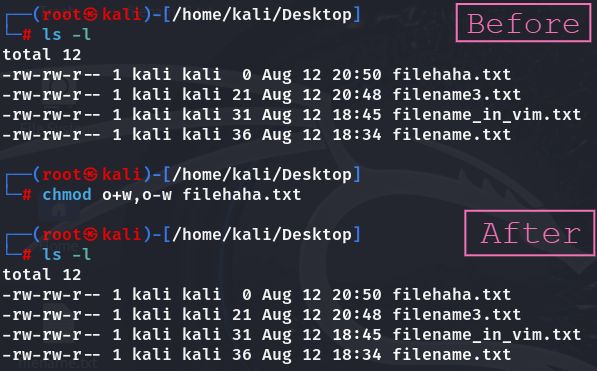 ┌──(root㉿kali)-[/home/kali/Desktop]
Before
└─# ls -l
total 12
-rw-rw-r-- 1 kali kali  0 Aug 12 20:50 filehaha.txt
-rw-rw-r-- 1 kali kali 21 Aug 12 20:48 filename3.txt
-rw-rw-r-- 1 kali kali 31 Aug 12 18:45 filename_in_vim.txt
-rw-rw-r-- 1 kali kali 36 Aug 12 18:34 filename.txt
┌──(root㉿kali)-[/home/kali/Desktop]
└─# chmod o+w,o-w filehaha.txt
┌──(root㉿kali)-[/home/kali/Desktop]
After
└─# ls -l
total 12
-rw-rw-r-- 1 kali kali  0 Aug 12 20:50 filehaha.txt
-rw-rw-r-- 1 kali kali 21 Aug 12 20:48 filename3.txt
-rw-rw-r-- 1 kali kali 31 Aug 12 18:45 filename_in_vim.txt
-rw-rw-r-- 1 kali kali 36 Aug 12 18:34 filename.txt
filename.txt